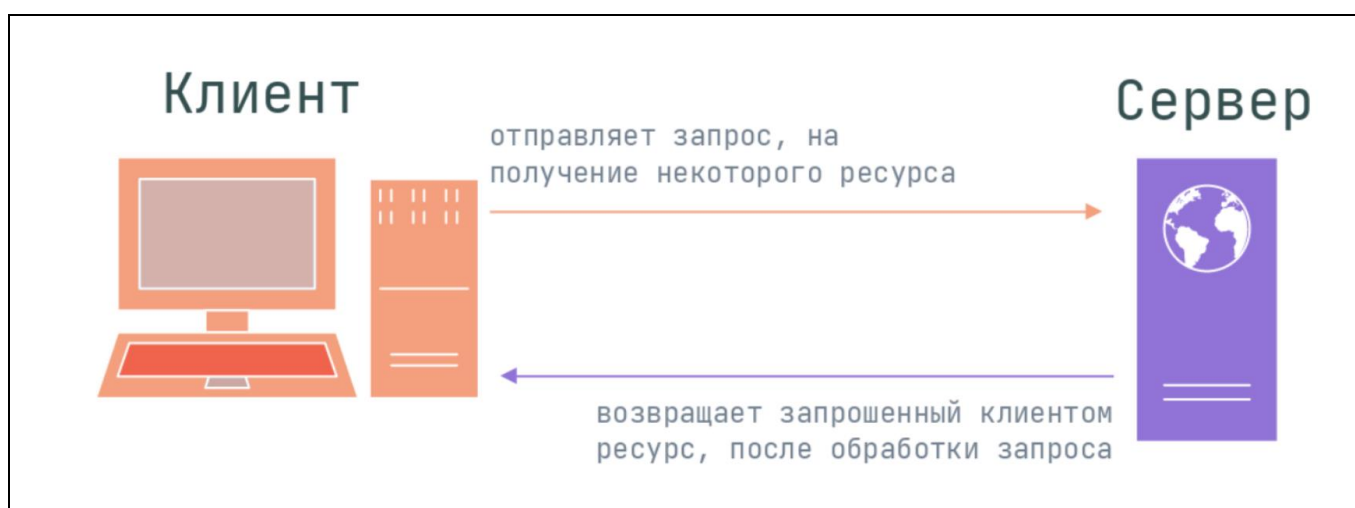 Клиент
Сервер
отправляет запрос, на
получение некоторого ресурса
возвращает запрошенный клиентом
ресурс, после обработки запроса